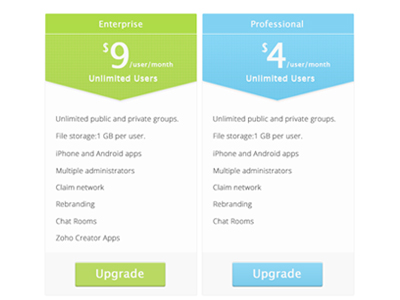 Enterprise
$9/user/month
Unlimited Users
Unlimited public and private groups.
File storage:1 GB per user.
iPhone and Android apps
Multiple administrators
Claim network
Rebranding
Chat Rooms
Zoho Creator Apps
Upgrade
Professional
$4/user/month
Unlimited Users
Unlimited public and private groups.
File storage:1 GB per user.
iPhone and Android apps
Multiple administrators
Claim network
Rebranding
Chat Rooms
Upgrade